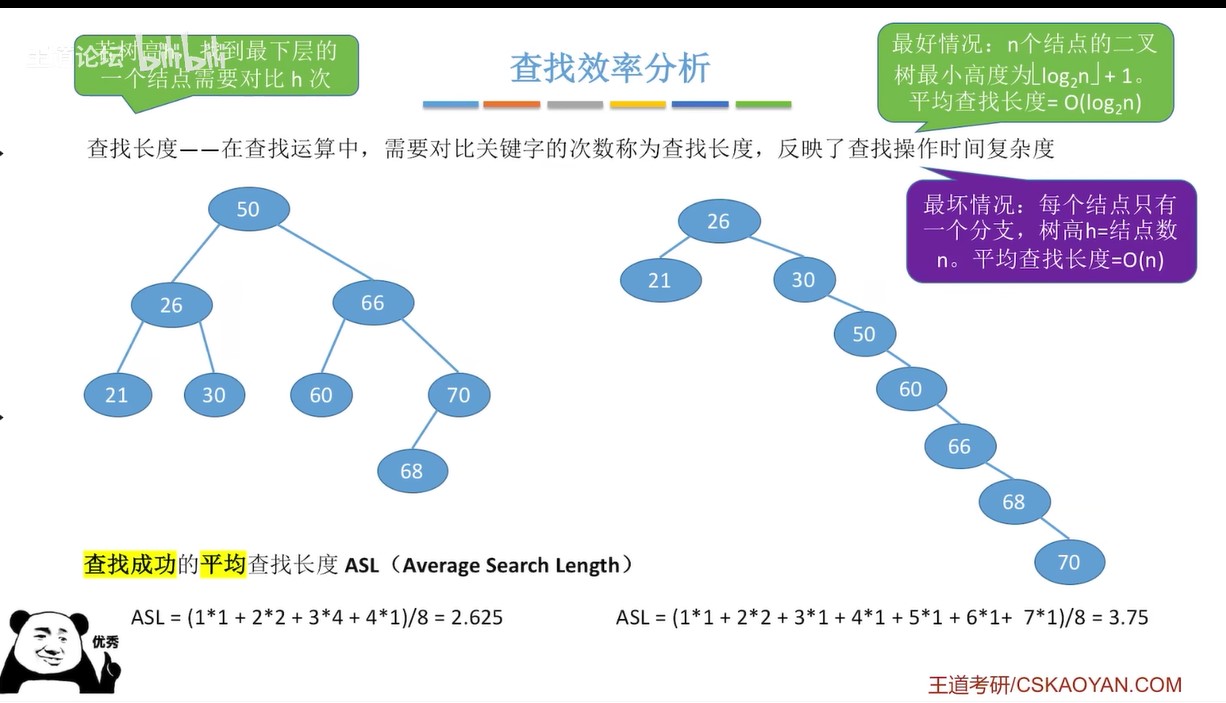 王道论坛 bilibili
若树高h，找到最下层的
一个结点需要对比 h 次
查找效率分析
最好情况：n个结点的二叉
树最小高度为⌊log₂n⌋ + 1。
平均查找长度= O(log₂n)
查找长度——在查找运算中，需要对比关键字的次数称为查找长度，反映了查找操作时间复杂度
最坏情况：每个结点只有
一个分支，树高h=结点数
n。平均查找长度=O(n)
50
26
66
21
30
60
70
68
26
21
30
50
60
66
68
70
查找成功的平均查找长度 ASL（Average Search Length）
ASL = (1*1 + 2*2 + 3*4 + 4*1)/8 = 2.625
ASL = (1*1 + 2*2 + 3*1 + 4*1 + 5*1 + 6*1+ 7*1)/8 = 3.75
优秀
王道考研/CSKAOYAN.COM